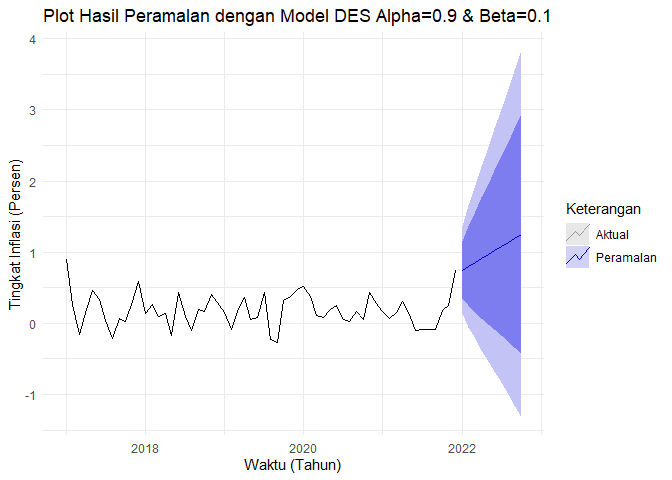 Plot Hasil Peramalan dengan Model DES Alpha=0.9 & Beta=0.1
Tingkat Inflasi (Persen)
4
3
2
1
0
-1
2018
2020
2022
Waktu (Tahun)
Keterangan
Aktual
Peramalan